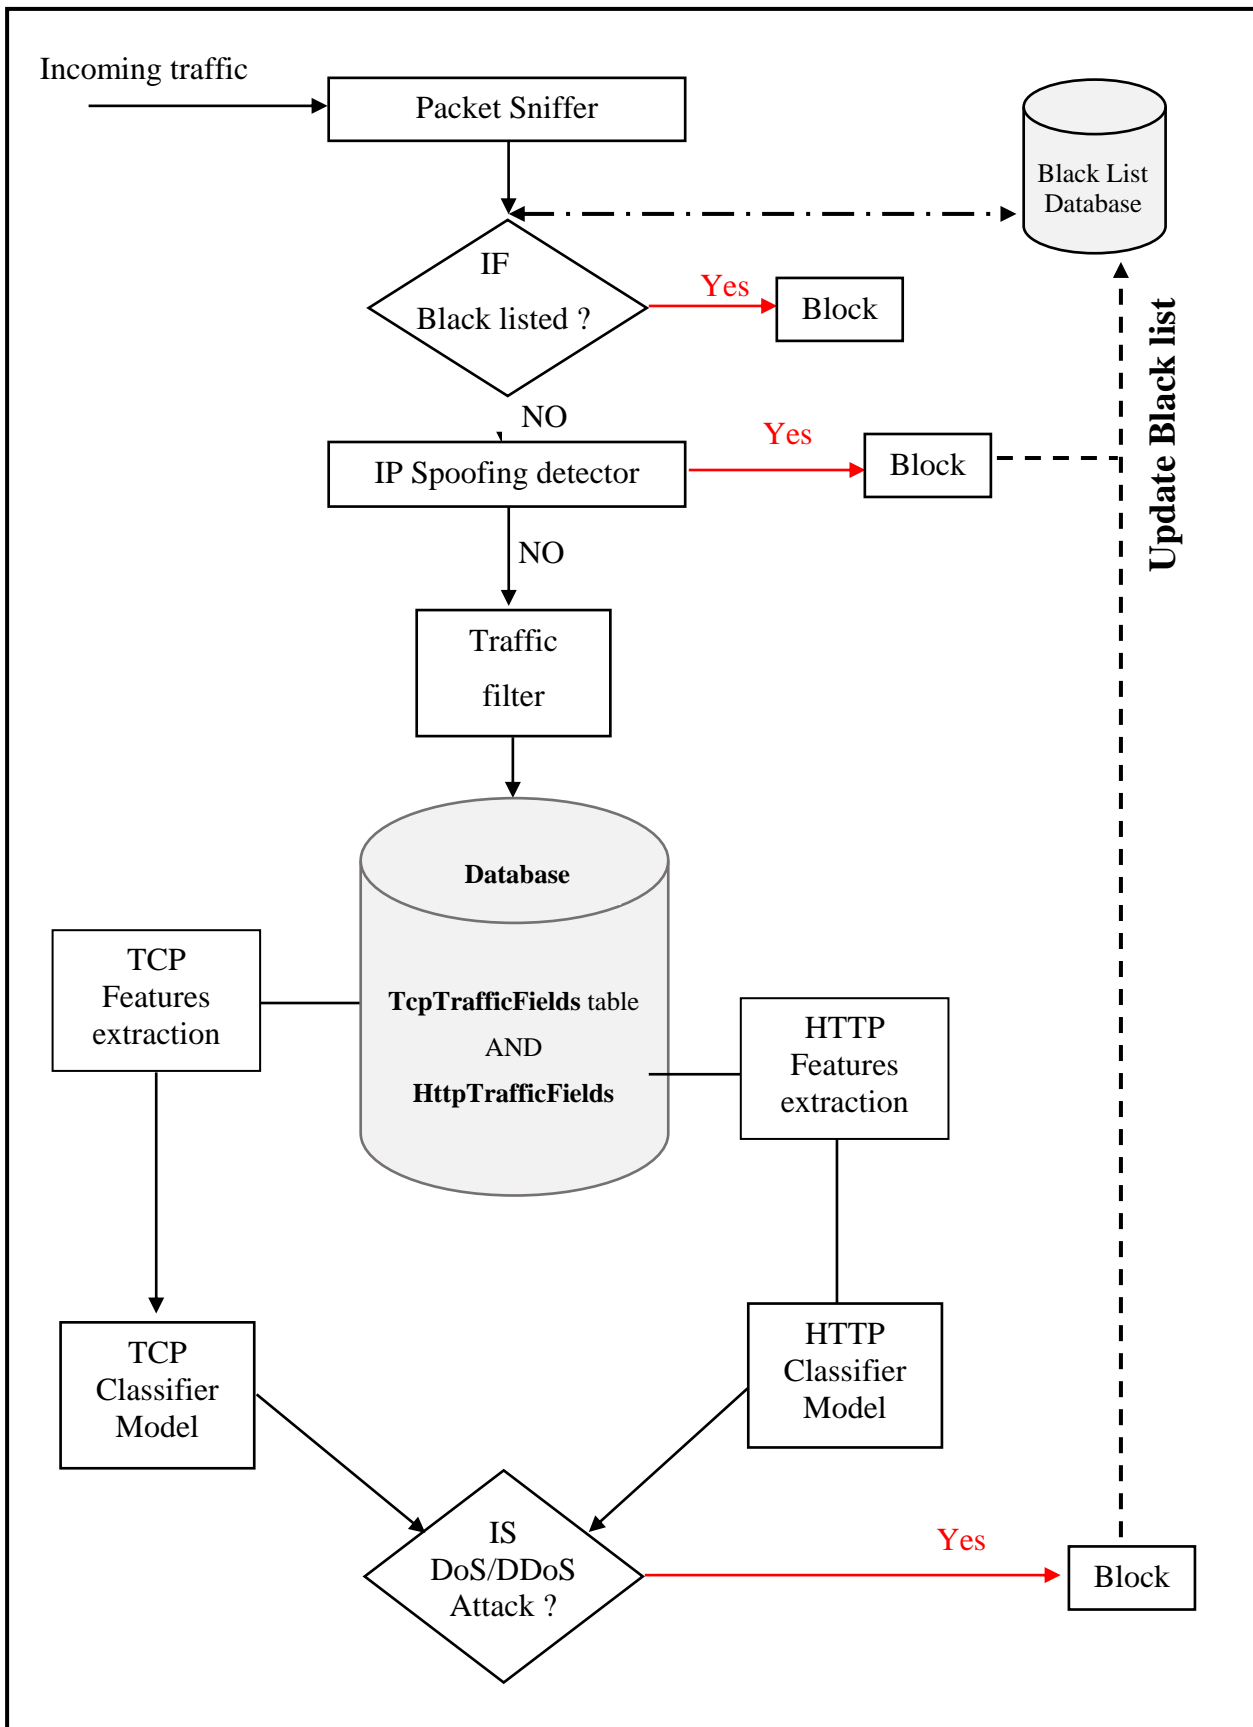 Incoming traffic
Packet Sniffer
Black List
Database
IF
Black listed ?
Yes
Block
NO
IP Spoofing detector
Yes
Block
Update Black list
NO
Traffic
filter
Database
TcpTrafficFields table
AND
HttpTrafficFields
TCP
Features
extraction
HTTP
Features
extraction
TCP
Classifier
Model
HTTP
Classifier
Model
IS
DoS/DDoS
Attack ?
Yes
Block